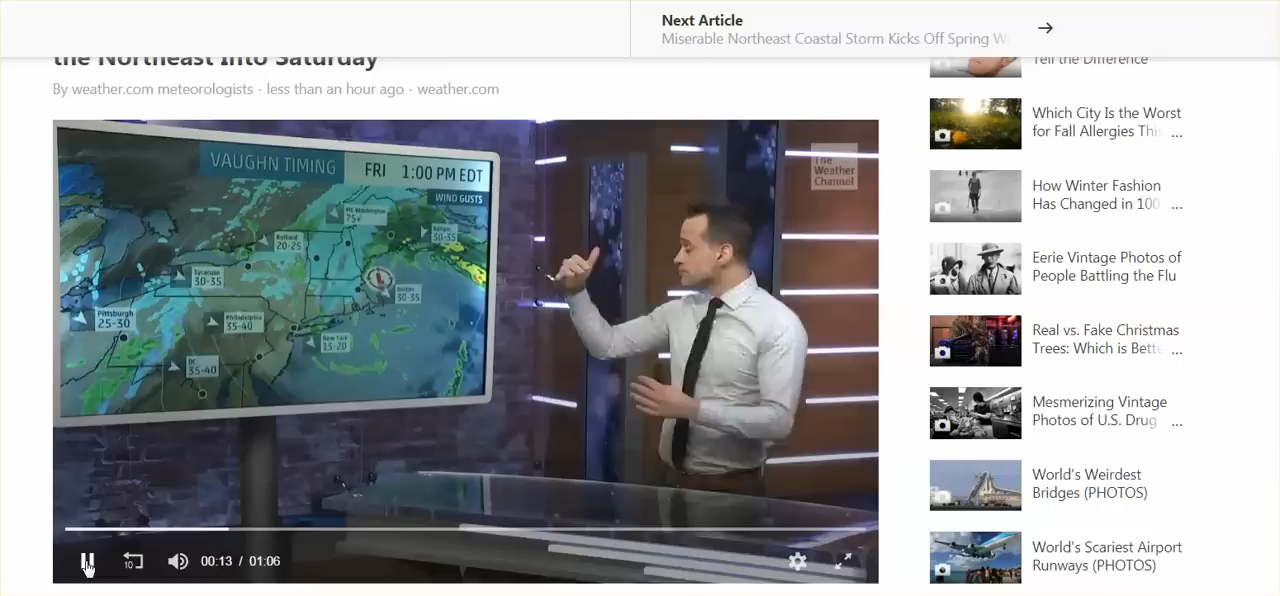 Next Article
Miserable Northeast Coastal Storm Kicks Off Spring
the Northeast Into Saturday
By weather.com meteorologists · less than an hour ago · weather.com
VAUGHN TIMING
FRI 1:00 PM EDT
WIND GUSTS
Mt. Washington
75+
Rutland
20-25
30-35
Syracuse
30-35
Boston
30-35
Pittsburgh
25-30
Philadelphia
35-40
New York
15-20
DC
35-40
The
Weather
Channel
10
00:13 / 01:06
Tell the Difference
Which City Is the Worst
for Fall Allergies This ...
How Winter Fashion
Has Changed in 100 ...
Eerie Vintage Photos of
People Battling the Flu
Real vs. Fake Christmas
Trees: Which is Bette ...
Mesmerizing Vintage
Photos of U.S. Drug ...
World's Weirdest
Bridges (PHOTOS)
World's Scariest Airport
Runways (PHOTOS)